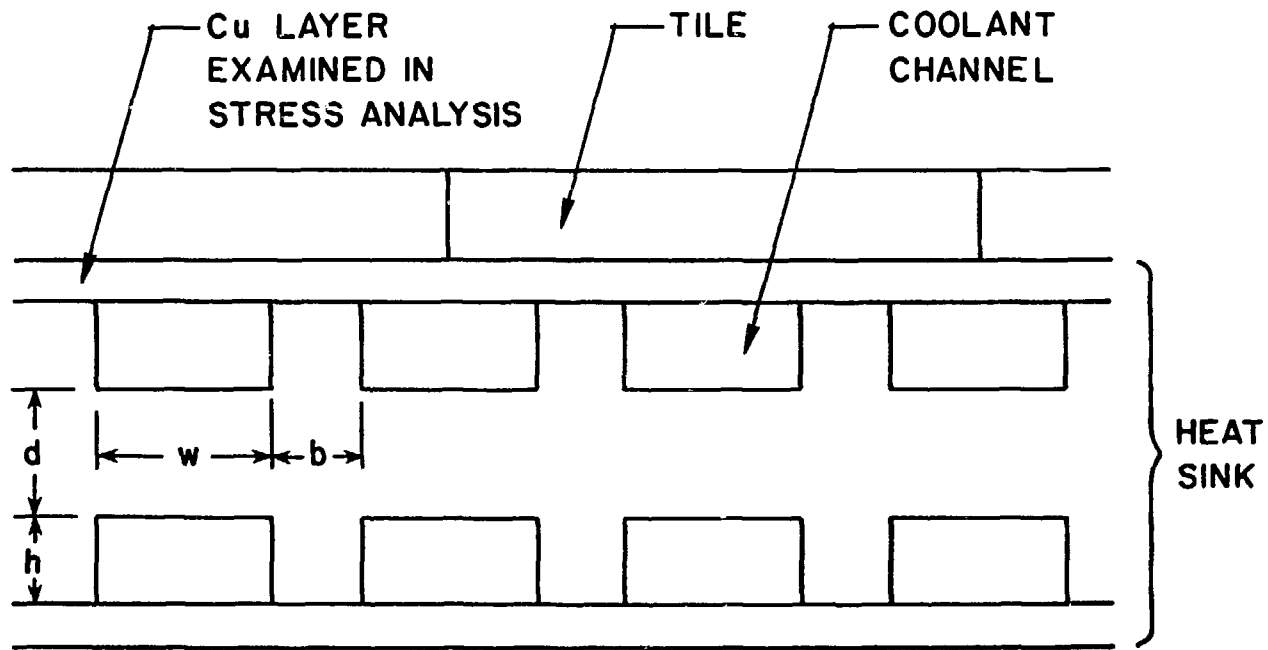 Cu LAYER
EXAMINED IN
STRESS ANALYSIS
TILE
COOLANT
CHANNEL
d
w
b
h
HEAT
SINK